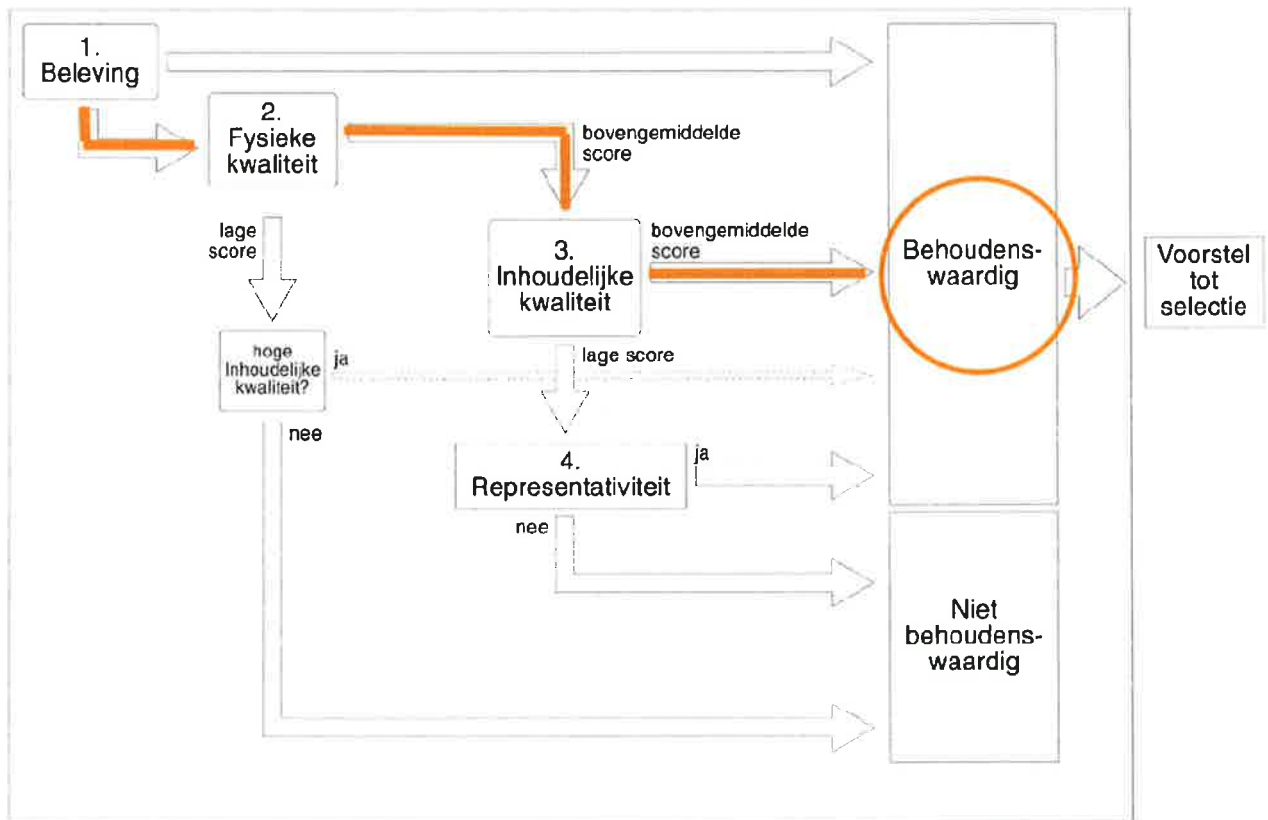 1.
Beleving
2.
Fysieke
kwaliteit
bovengemiddelde
score
lage
score
3.
Inhoudelijke
kwaliteit
bovengemiddelde
score
Behoudens-
waardig
Voorstel
tot
selectie
hoge
Inhoudelijke
kwaliteit?
ja
lage score
nee
4.
Representativiteit
ja
nee
Niet
behoudens-
waardig